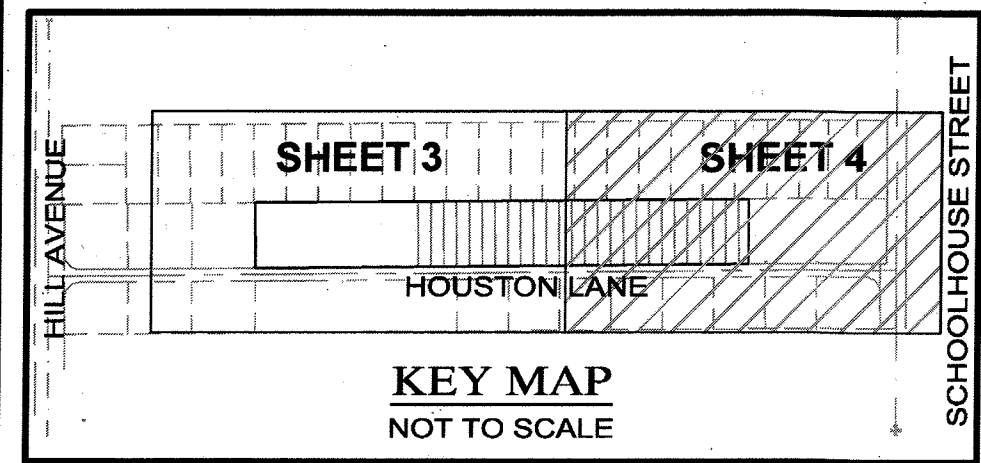 HILL AVENUE
SHEET 3
SHEET 4
HOUSTON LANE
SCHOOLHOUSE STREET
KEY MAP
NOT TO SCALE